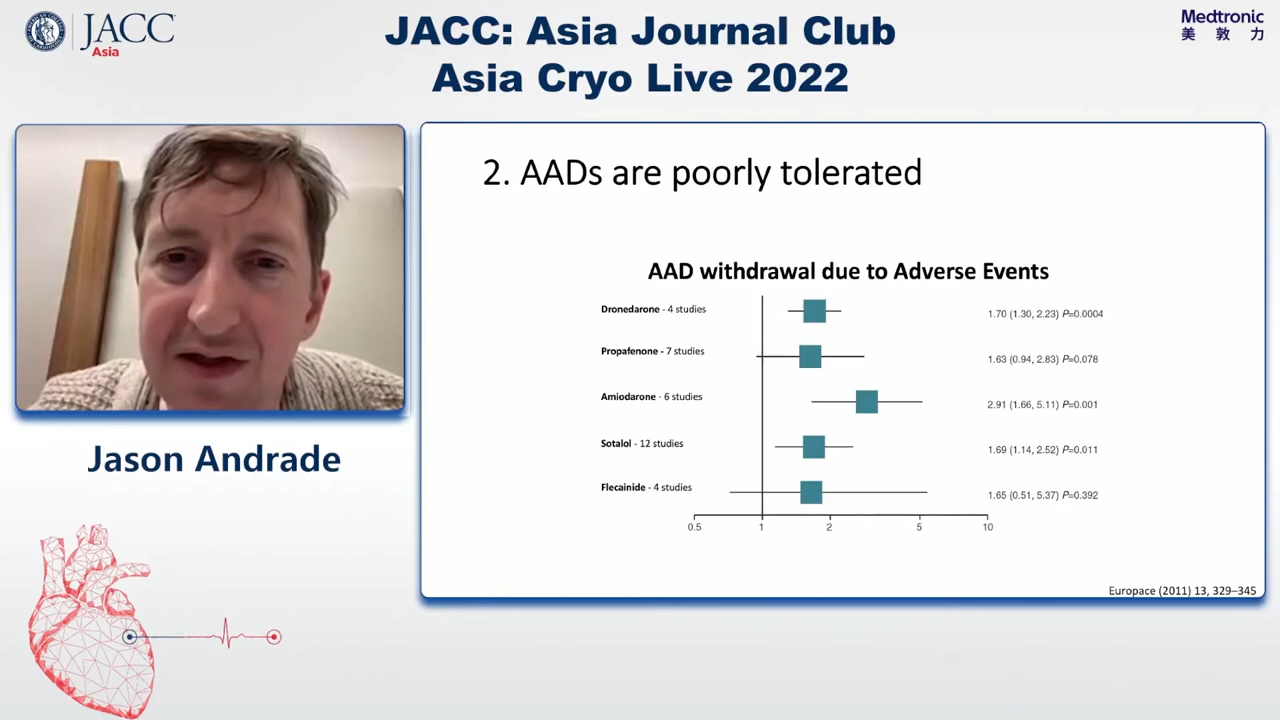 JACC
Asia
JACC: Asia Journal Club
Asia Cryo Live 2022
Medtronic
美敦力
2. AADs are poorly tolerated
AAD withdrawal due to Adverse Events
Dronedarone - 4 studies
1.70 (1.30, 2.23) P=0.0004
Propafenone - 7 studies
1.63 (0.94, 2.83) P=0.078
Amiodarone - 6 studies
2.91 (1.66, 5.11) P=0.001
Sotalol - 12 studies
1.69 (1.14, 2.52) P=0.011
Flecainide - 4 studies
1.65 (0.51, 5.37) P=0.392
0.5 1 2 5 10
Europace (2011) 13, 329–345
Jason Andrade